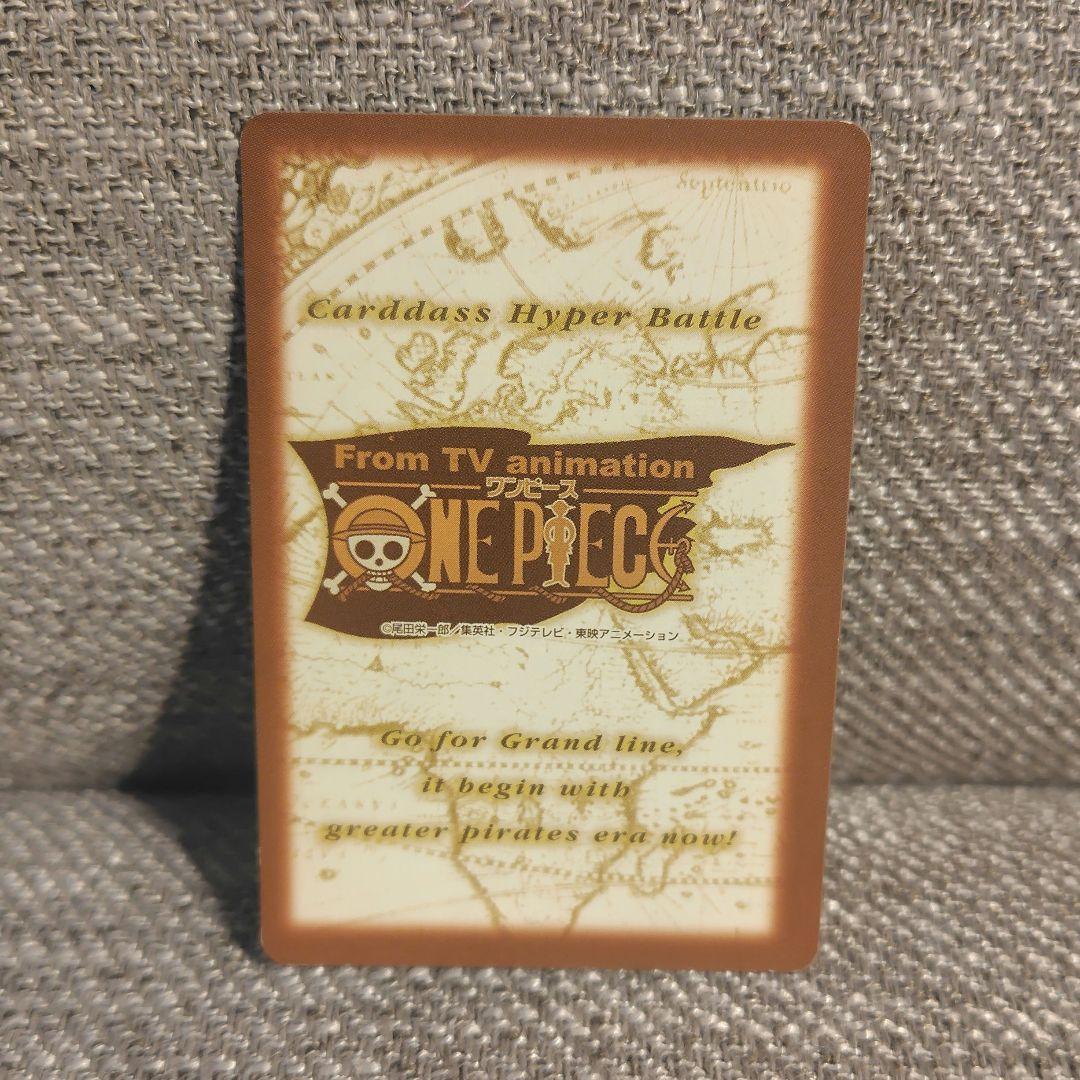 Septentrio
Carddass Hyper Battle
From TV animation
ワンピース
ONE PIECE
©尾田栄一郎／集英社・フジテレビ・東映アニメーション
Go for Grand line,
it begin with
greater pirates era now!